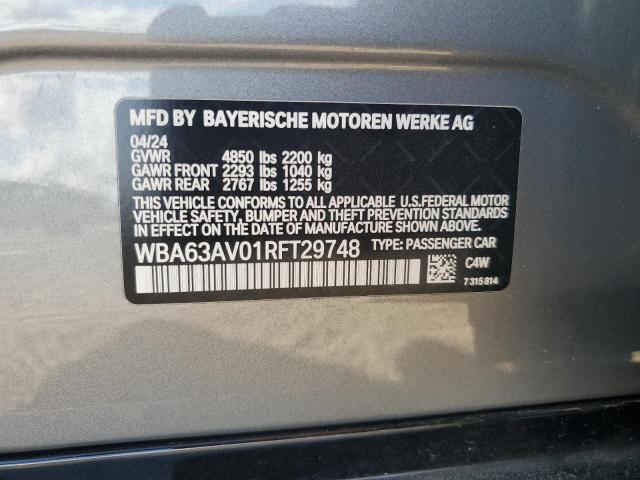 MFD BY BAYERISCHE MOTOREN WERKE AG
04/24
GVWR 4850 lbs 2200 kg
GAWR FRONT 2293 lbs 1040 kg
GAWR REAR 2767 lbs 1255 kg
THIS VEHICLE CONFORMS TO ALL APPLICABLE U.S.FEDERAL MOTOR
VEHICLE SAFETY, BUMPER AND THEFT PREVENTION STANDARDS
IN EFFECT ON THE DATE OF MANUFACTURE SHOWN ABOVE.
WBA63AV01RFT29748 TYPE: PASSENGER CAR
C4W
7315814